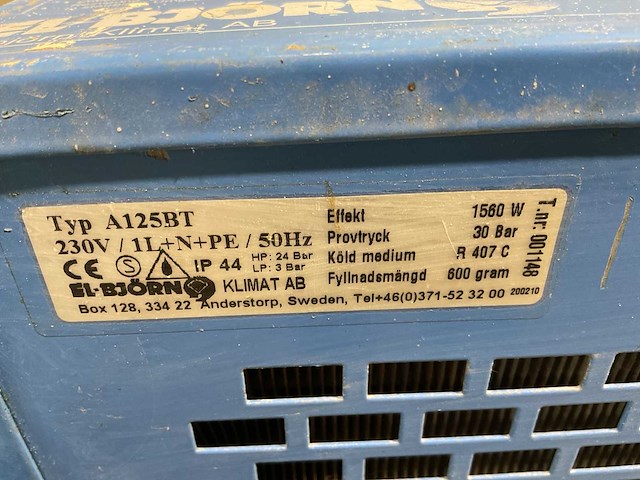 EL-BJÖRN
Klimat AB
Typ A125BT
230V / 1L+N+PE / 50Hz
CE S IP 44 HP: 24 Bar
LP: 3 Bar
EL-BJÖRN KLIMAT AB
Effekt 1560 W
Provtryck 30 Bar
Köld medium R 407 C
Fyllnadsmängd 600 gram
Box 128, 334 22 Anderstorp, Sweden, Tel+46(0)371-52 32 00 200210
T.nr: 001148